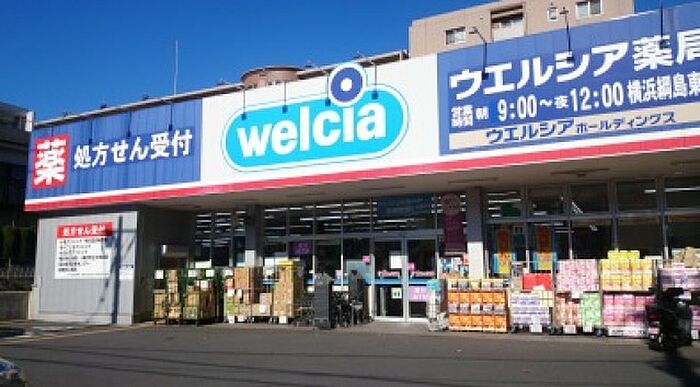 薬 処方せん受付
welcia
ウエルシア薬局
営業時間 朝 9:00～夜12:00 横浜綱島東
ウエルシアホールディングス
処方せん受付